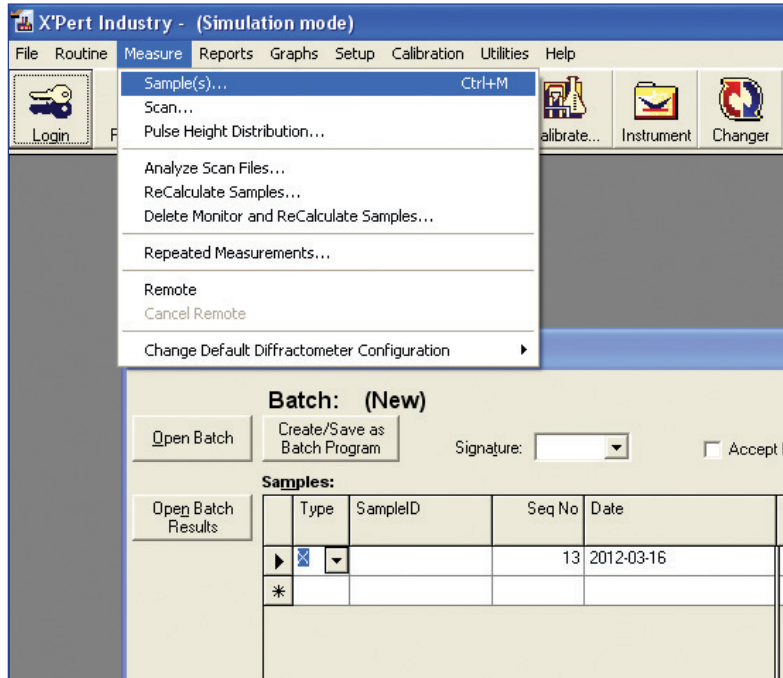 X'Pert Industry - (Simulation mode)
File Routine Measure Reports Graphs Setup Calibration Utilities Help
Sample(s)... Ctrl+M
Scan...
Pulse Height Distribution...
Analyze Scan Files...
ReCalculate Samples...
Delete Monitor and ReCalculate Samples...
Repeated Measurements...
Remote
Cancel Remote
Change Default Diffractometer Configuration
Login
alibrate... Instrument Changer
Batch: (New)
Open Batch
Create/Save as
Batch Program
Signature:
Accept
Samples:
Open Batch
Results
Type SampleID Seq No Date
X 13 2012-03-16